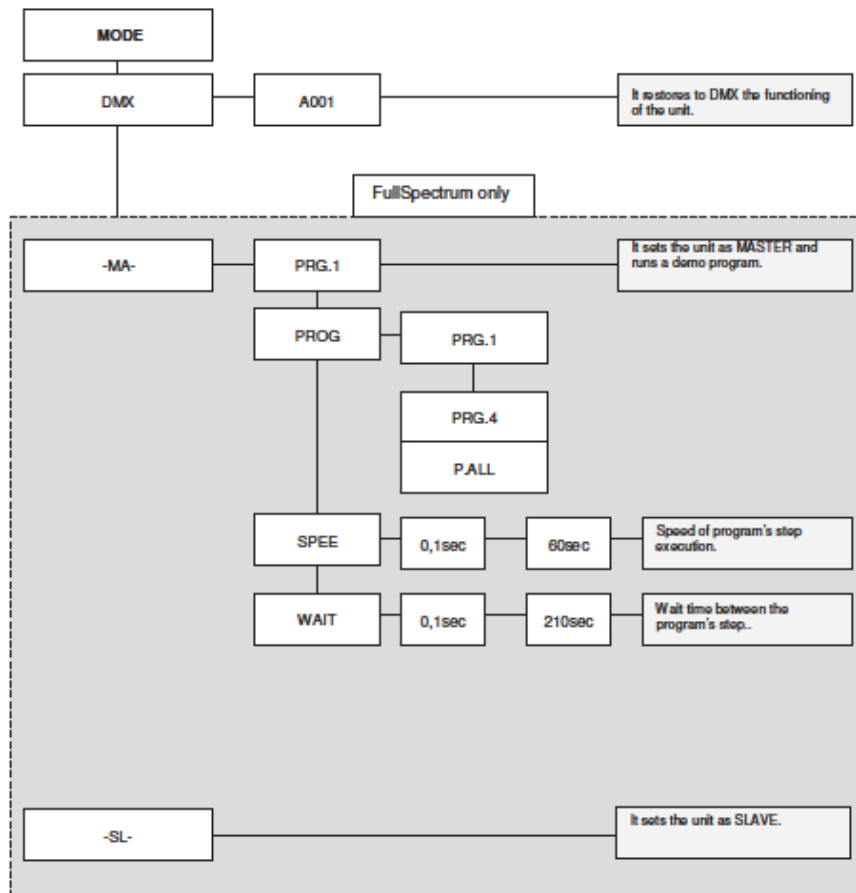 MODE
DMX
A001
It restores to DMX the functioning
of the unit.
FullSpectrum only
-MA-
PRG.1
It sets the unit as MASTER and
runs a demo program.
PROG
PRG.1
PRG.4
P.ALL
SPEE
0,1sec
60sec
Speed of program's step
execution.
WAIT
0,1sec
210sec
Wait time between the
program's step..
-SL-
It sets the unit as SLAVE.